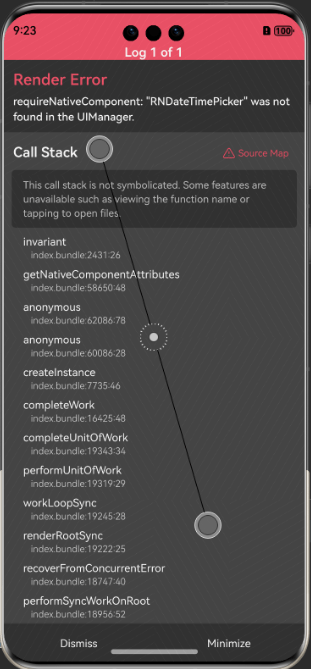 9:23
100
Log 1 of 1
Render Error
requireNativeComponent: "RNDateTimePicker" was not
found in the UIManager.
Call Stack
Source Map
This call stack is not symbolicated. Some features are
unavailable such as viewing the function name or
tapping to open files.
invariant
index.bundle:2431:26
getNativeComponentAttributes
index.bundle:58650:48
anonymous
index.bundle:62086:78
anonymous
index.bundle:60086:28
createInstance
index.bundle:7735:46
completeWork
index.bundle:16425:48
completeUnitOfWork
index.bundle:19343:34
performUnitOfWork
index.bundle:19319:29
workLoopSync
index.bundle:19245:28
renderRootSync
index.bundle:19222:25
recoverFromConcurrentError
index.bundle:18747:40
performSyncWorkOnRoot
index.bundle:18956:52
Dismiss
Minimize